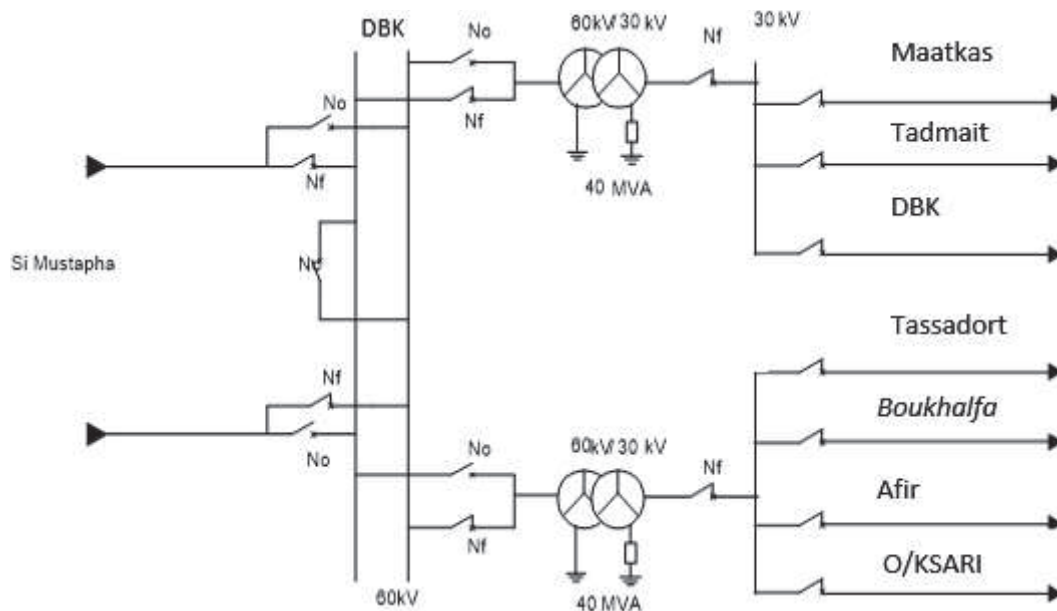 DBK
No
60kV/30 kV
Nf
30 kV
Maatkas
Nf
No
Tadmait
Nf
40 MVA
DBK
Si Mustapha
Tassadort
Nf
Boukhalfa
No
No
60kV/30 kV
Nf
Afir
Nf
O/KSARI
60kV
40 MVA